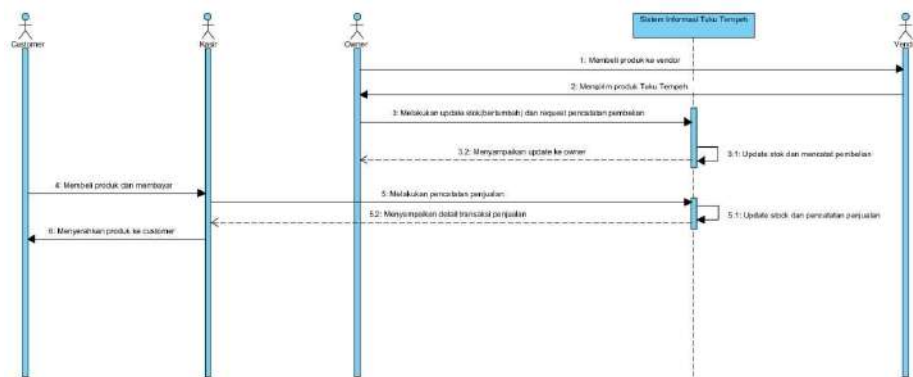 Customer
Kasir
Owner
Sistem Informasi Tuku Tempeh
Vendor
1: Membeli produk ke vendor
2: Mengirim produk Tuku Tempeh
3: Melakukan update stok(bertambah) dan request pencatatan pembelian
3.2: Menyampaikan update ke owner
3.1: Update stok dan mencatat pembelian
4: Membeli produk dan membayar
5: Melakukan pencatatan penjualan
5.2: Menyampaikan detail transaksi penjualan
5.1: Update stock dan pencatatan penjualan
6: Menyerahkan produk ke customer